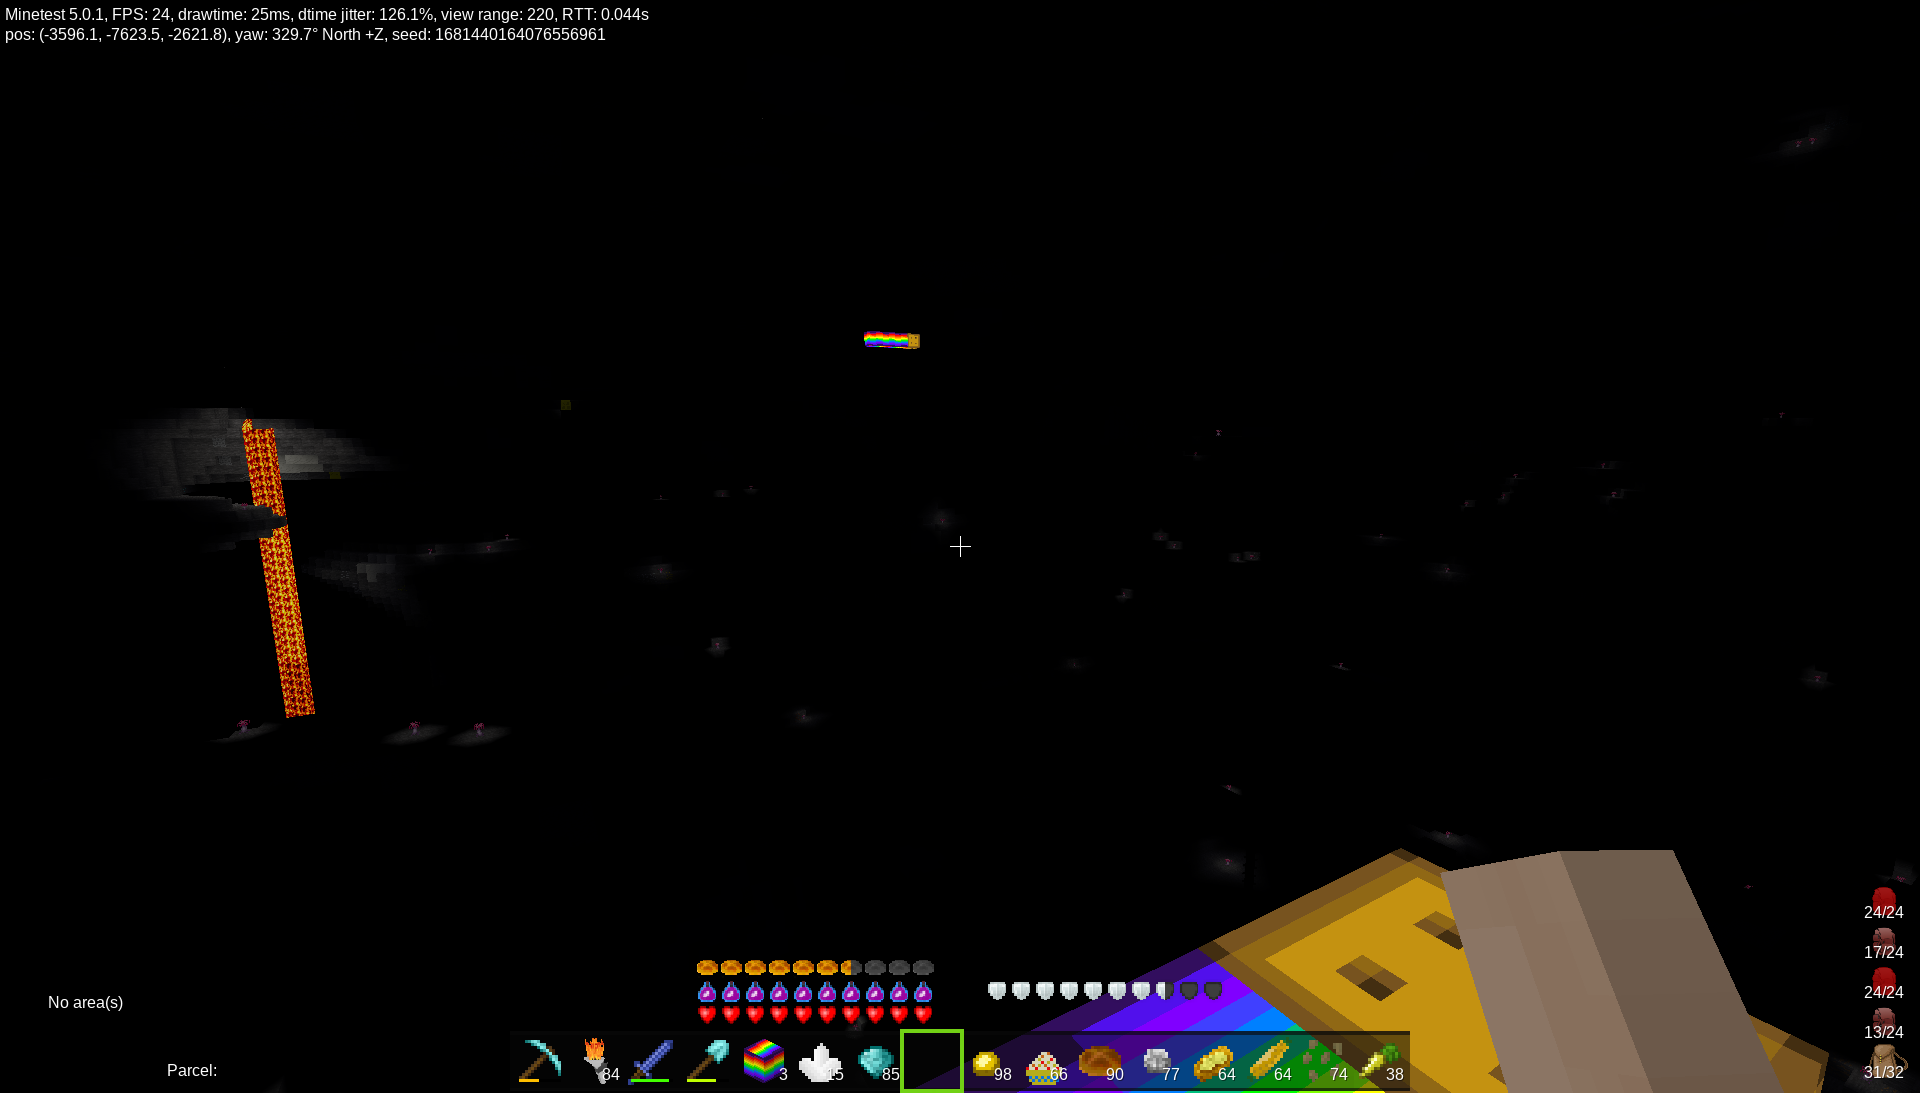 Minetest 5.0.1, FPS: 24, drawtime: 25ms, dtime jitter: 126.1%, view range: 220, RTT: 0.044s
pos: (-3596.1, -7623.5, -2621.8), yaw: 329.7° North +Z, seed: 1681440164076556961
24/24
17/24
24/24
13/24
31/32
No area(s)
Parcel:
84 3 15 85 98 66 90 77 64 64 74 38